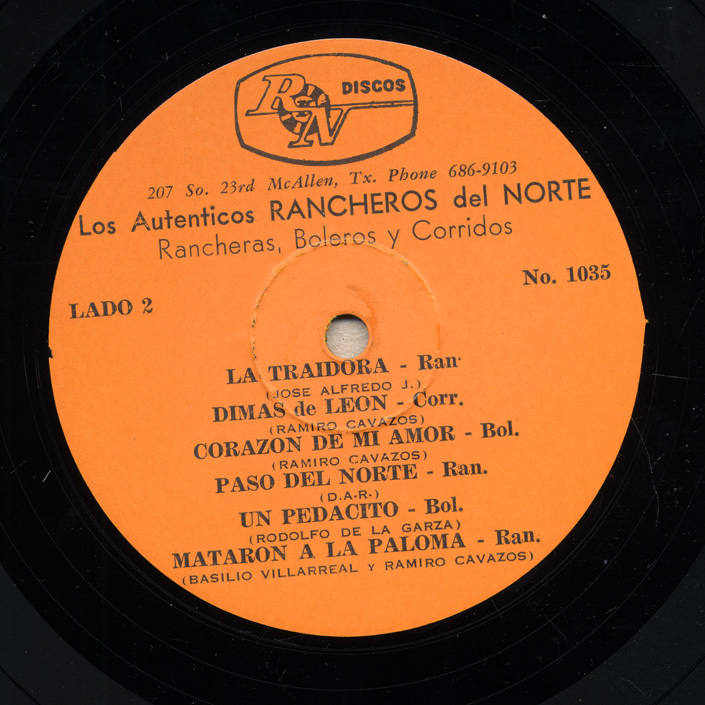 RN DISCOS
207 So. 23rd McAllen, Tx. Phone 686-9103
Los Autenticos RANCHEROS del NORTE
Rancheras, Boleros y Corridos
LADO 2
No. 1035
LA TRAIDORA - Ran.
(JOSE ALFREDO J.)
DIMAS de LEON - Corr.
(RAMIRO CAVAZOS)
CORAZON DE MI AMOR - Bol.
(RAMIRO CAVAZOS)
PASO DEL NORTE - Ran.
(D.A.R.)
UN PEDACITO - Bol.
(RODOLFO DE LA GARZA)
MATARON A LA PALOMA - Ran.
(BASILIO VILLARREAL Y RAMIRO CAVAZOS)